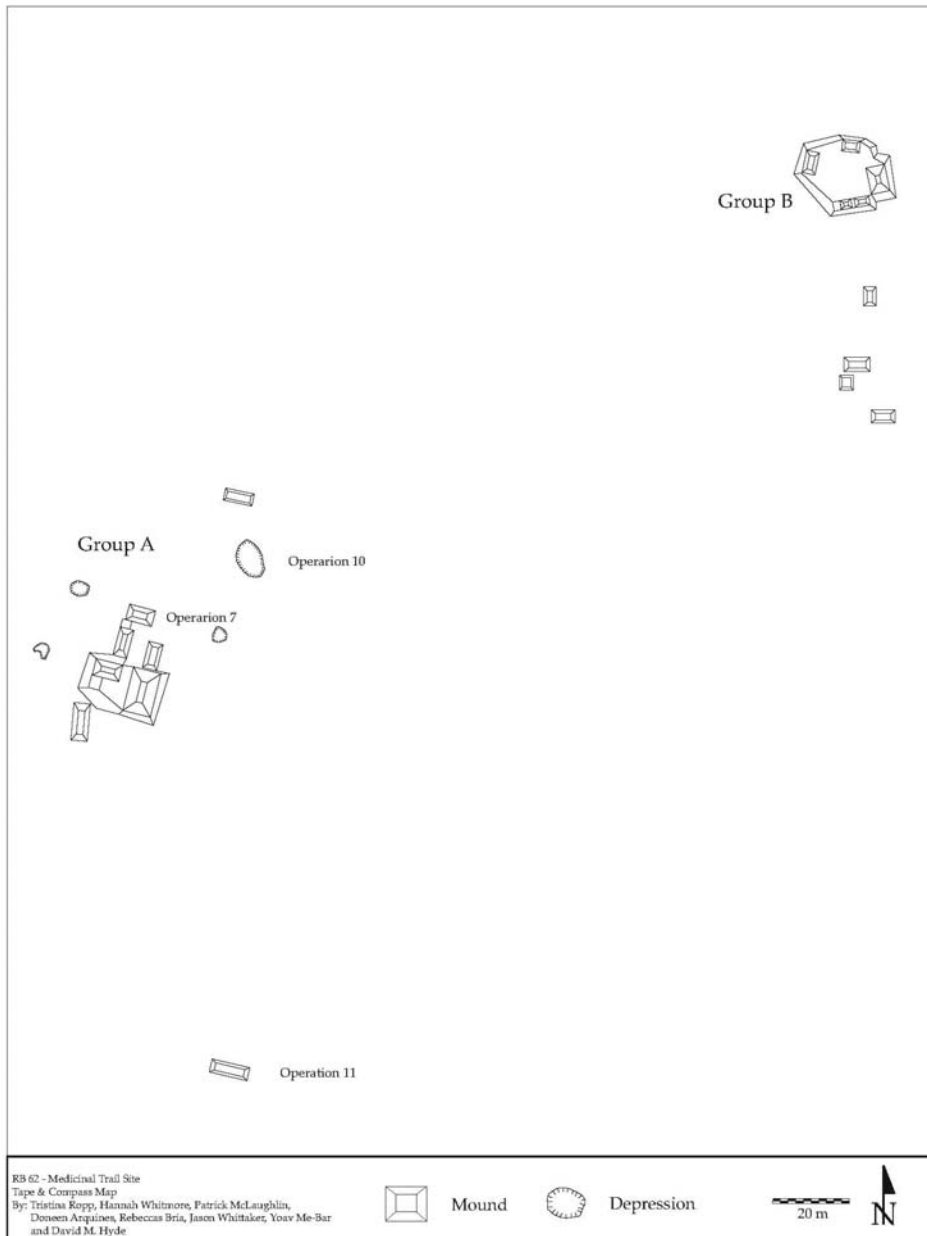 Group B
Group A
Operarion 10
Operarion 7
Operation 11
RB 62 - Medicinal Trail Site
Tape & Compass Map
By: Tristina Ropp, Hannah Whitmore, Patrick McLaughlin,
Doneen Arquines, Rebeccas Bria, Jason Whittaker, Yoav Me-Bar
and David M. Hyde
Mound
Depression
20 m
N